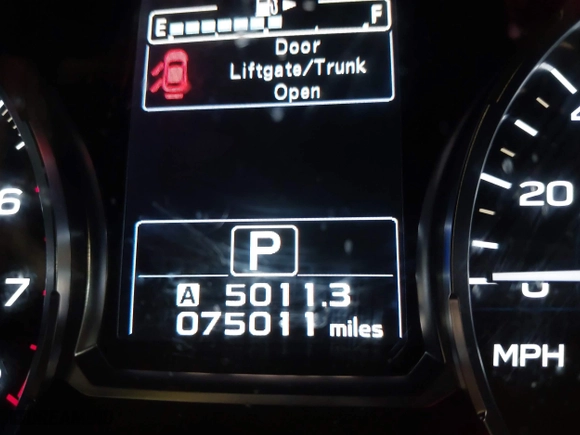 E F
Door
Liftgate/Trunk
Open
6
20
P
7
A 5011.3
0
075011 miles
MPH